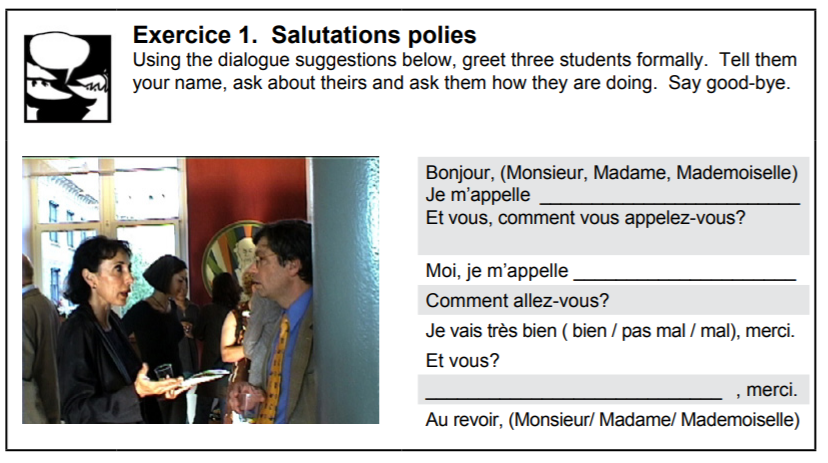 Exercice 1. Salutations polies
Using the dialogue suggestions below, greet three students formally. Tell them
your name, ask about theirs and ask them how they are doing. Say good-bye.
Bonjour, (Monsieur, Madame, Mademoiselle)
Je m’appelle ___________________________
Et vous, comment vous appelez-vous?
Moi, je m’appelle _______________________
Comment allez-vous?
Je vais très bien ( bien / pas mal / mal), merci.
Et vous?
______________________________ , merci.
Au revoir, (Monsieur/ Madame/ Mademoiselle)